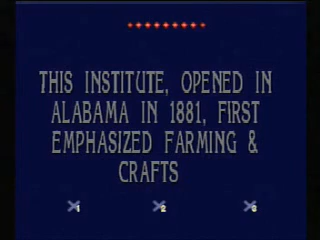 THIS INSTITUTE, OPENED IN
ALABAMA IN 1881, FIRST
EMPHASIZED FARMING &
CRAFTS
1 2 3